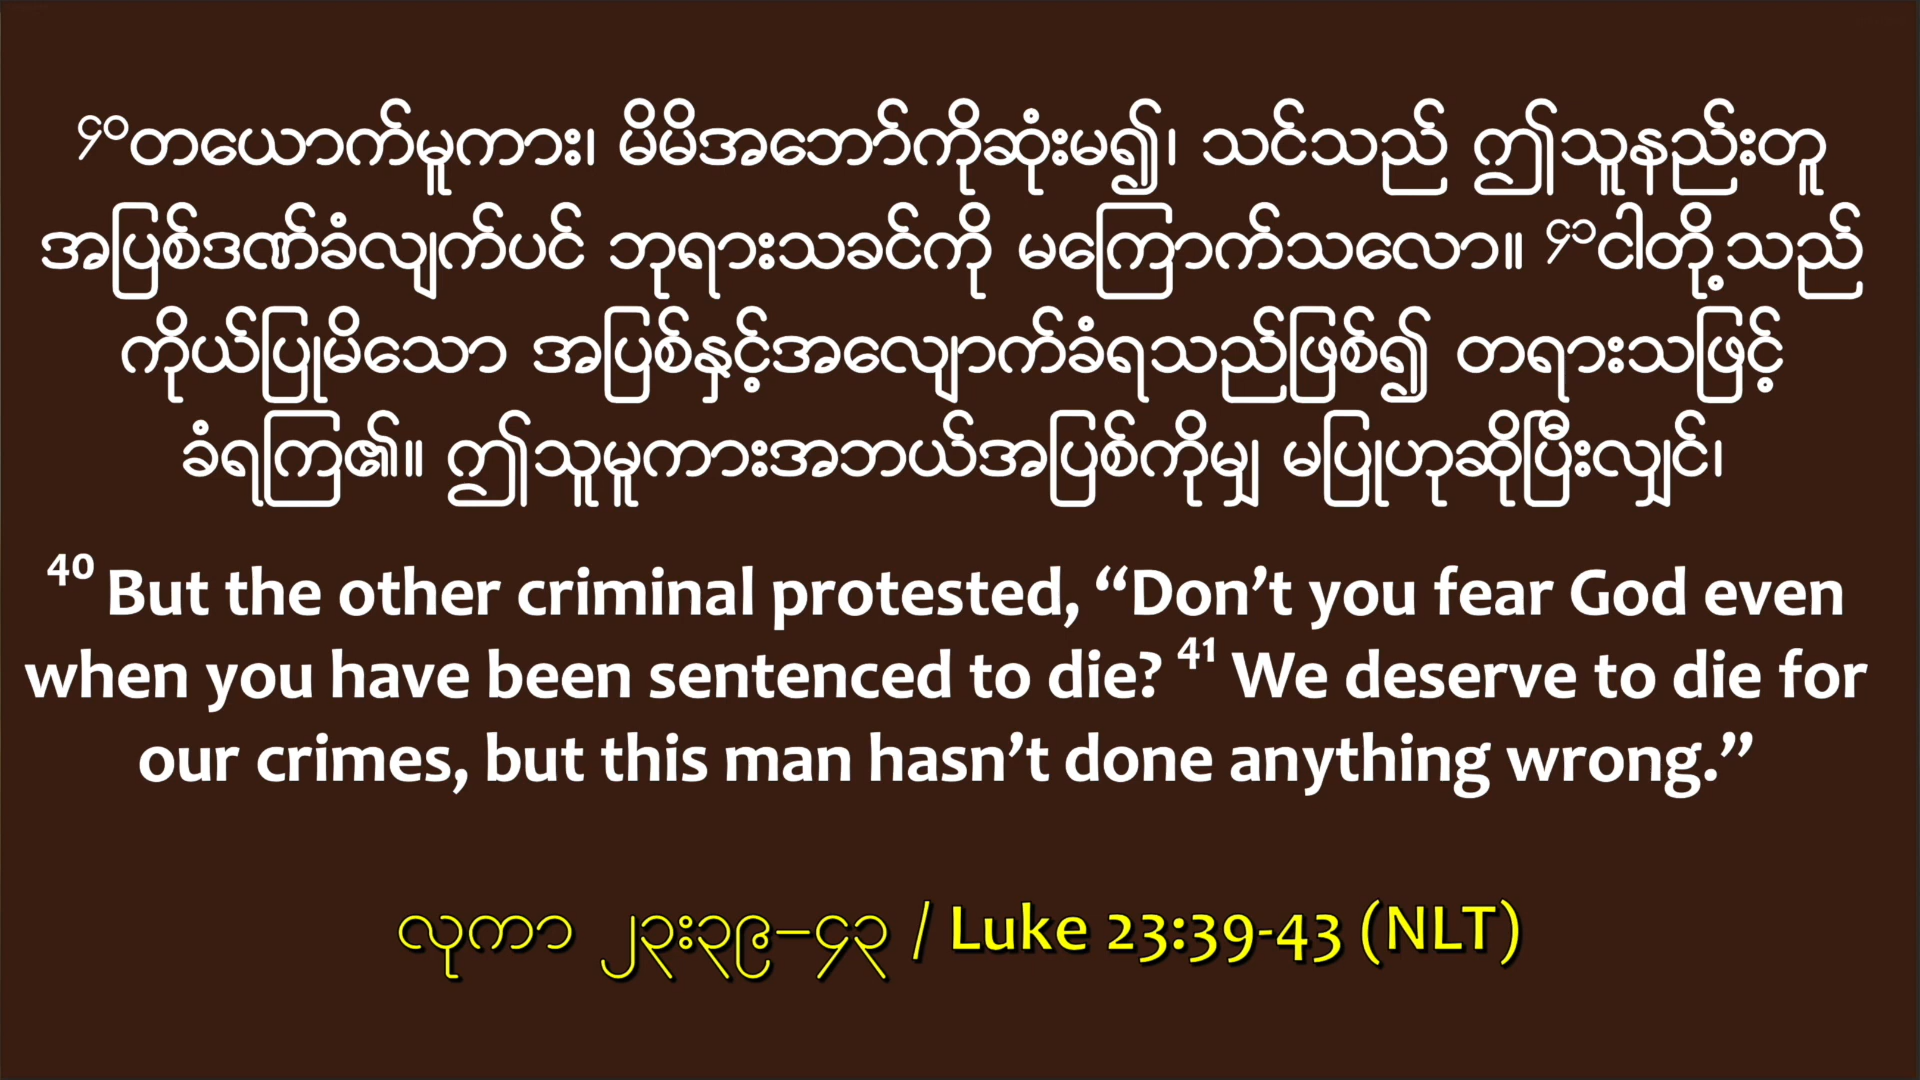 ၄၀တယောက်မူကား၊ မိမိအဘော်ကိုဆုံးမ၍၊ သင်သည် ဤသူနည်းတူ
အပြစ်ဒဏ်ခံလျက်ပင် ဘုရားသခင်ကို မကြောက်သလော။ ၄၁ငါတို့သည်
ကိုယ်ပြုမိသော အပြစ်နှင့်အလျောက်ခံရသည်ဖြစ်၍ တရားသဖြင့်
ခံရကြ၏။ ဤသူမူကားအဘယ်အပြစ်ကိုမျှ မပြုဟုဆိုပြီးလျှင်၊
40 But the other criminal protested, “Don’t you fear God even
when you have been sentenced to die? 41 We deserve to die for
our crimes, but this man hasn’t done anything wrong.”
လုကာ ၂၃း၃၉–၄၃ / Luke 23:39-43 (NLT)